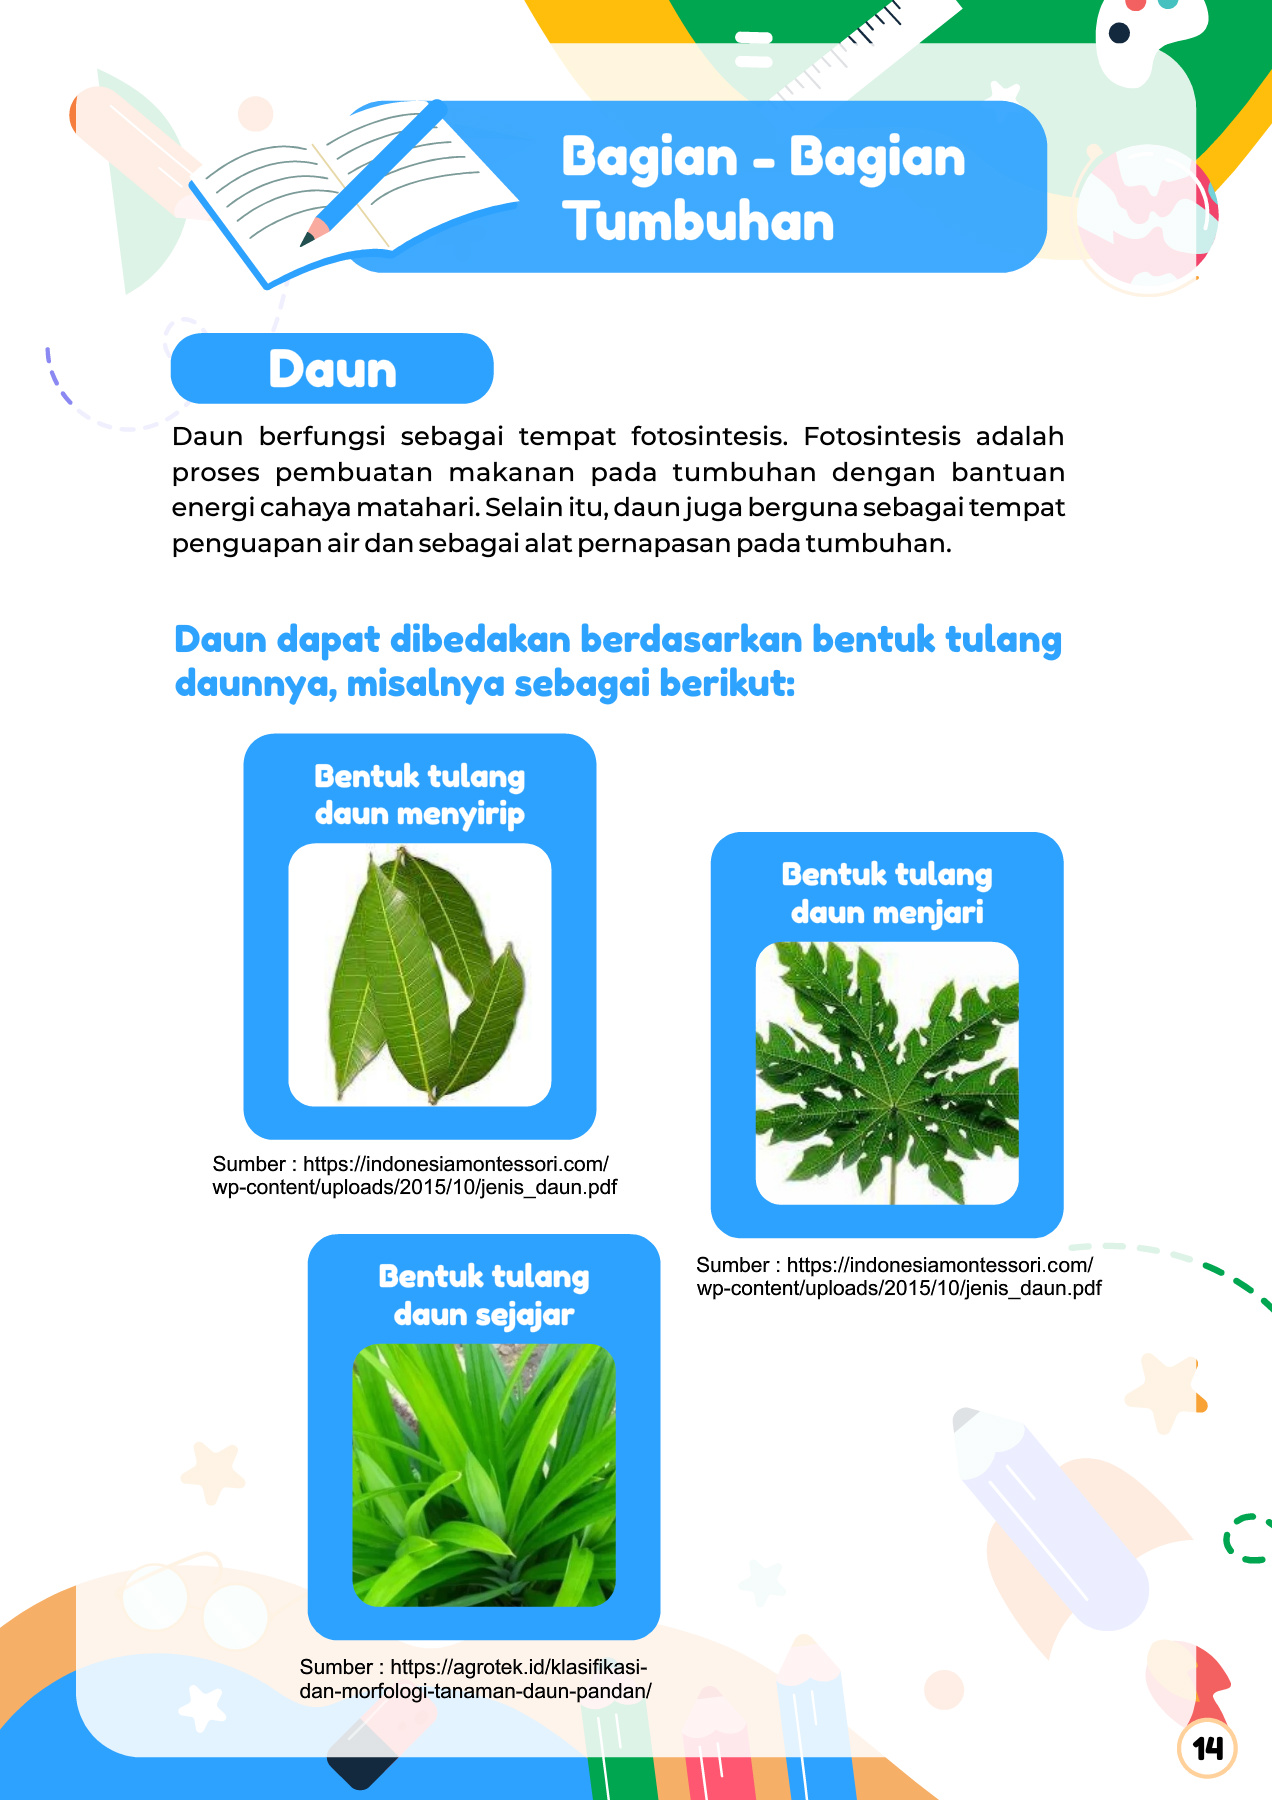 Bagian - Bagian
Tumbuhan
Daun
Daun berfungsi sebagai tempat fotosintesis. Fotosintesis adalah
proses pembuatan makanan pada tumbuhan dengan bantuan
energi cahaya matahari. Selain itu, daun juga berguna sebagai tempat
penguapan air dan sebagai alat pernapasan pada tumbuhan.
Daun dapat dibedakan berdasarkan bentuk tulang
daunnya, misalnya sebagai berikut:
Bentuk tulang
daun menyirip
Sumber : https://indonesiamontessori.com/
wp-content/uploads/2015/10/jenis_daun.pdf
Bentuk tulang
daun menjari
Sumber : https://indonesiamontessori.com/
wp-content/uploads/2015/10/jenis_daun.pdf
Bentuk tulang
daun sejajar
Sumber : https://agrotek.id/klasifikasi-
dan-morfologi-tanaman-daun-pandan/
14